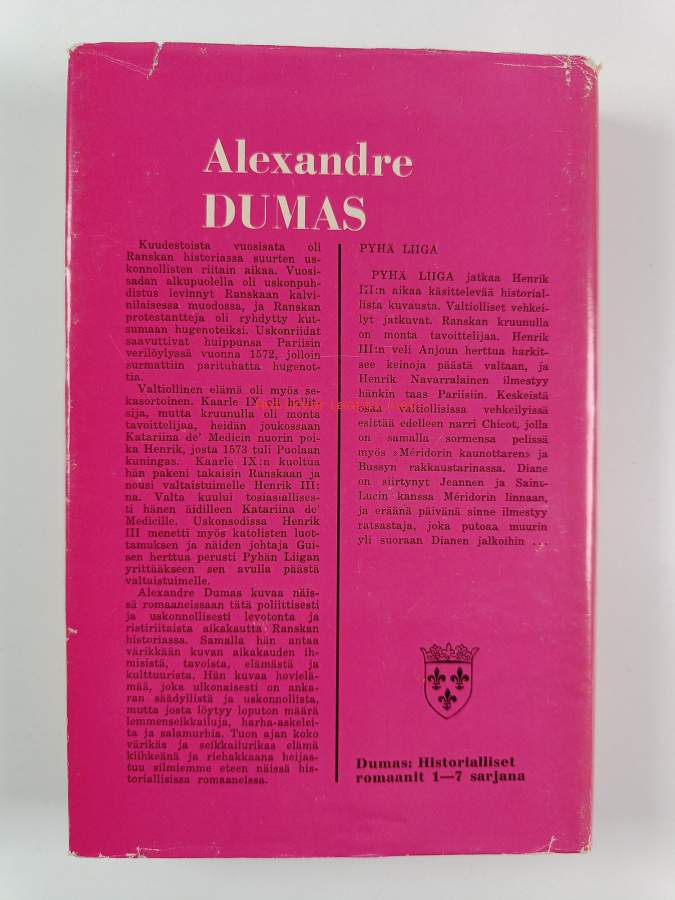 Alexandre
DUMAS
Kuudestoista vuosisata oli
Ranskan historiassa suurten us-
konnollisten riitain aikaa. Vuosi-
sadan alkupuolella oli uskonpuh-
distus levinnyt Ranskaan kalvi-
nilaisessa muodossa, ja Ranskan
protestantteja oli ryhdytty kut-
sumaan hugenoteiksi. Uskonriidat
saavuttivat huippunsa Pariisin
verilöylyssä vuonna 1572, jolloin
surmattiin parituhatta hugenot-
tia.
Valtiollinen elämä oli myös se-
kasortoinen. Kaarle IX oli hallit-
sija, mutta kruunulla oli monta
tavoittelijaa, heidän joukossaan
Katariina de' Medicin nuorin poi-
ka Henrik, josta 1573 tuli Puolaan
kuningas. Kaarle IX:n kuoltua
hän pakeni takaisin Ranskaan ja
nousi valtaistuimelle Henrik III:
na. Valta kuului tosiasiallises-
ti hänen äidilleen Katariina de'
Medicille. Uskonsodissa Henrik
III menetti myös katolisten luot-
tamuksen ja näiden johtaja Gui-
sen herttua perusti Pyhän Liigan
yrittääkseen sen avulla päästä
valtaistuimelle.
Alexandre Dumas kuvaa näis-
sä romaaneissaan tätä poliittisesti
ja uskonnollisesti levotonta ja
ristiriitaista aikakautta Ranskan
historiassa. Samalla hän antaa
värikkään kuvan aikakauden ih-
misistä, tavoista, elämästä ja
kulttuurista. Hän kuvaa hovielä-
mää, joka ulkonaisesti on anka-
ran säädyllistä ja uskonnollista,
mutta josta löytyy loputon määrä
lemmenseikkailuja, harha-askelei-
ta ja salamurhia. Tuon ajan koko
värikäs ja seikkailurikas elämä
kiihkeänä ja riehakkaana heijas-
tuu silmiemme eteen näissä his-
toriallisissa romaaneissa.
PYHÄ LIIGA
PYHÄ LIIGA jatkaa Henrik
III:n aikaa käsittelevää historial-
lista kuvausta. Valtiolliset vehkei-
lyt jatkuvat. Ranskan kruunulla
on monta tavoittelijaa. Henrik
III:n veli Anjoun herttua harkit-
see keinoja päästä valtaan, ja
Henrik Navarralainen ilmestyy
hänkin taas Pariisiin. Keskeistä
osaa valtiollisissa vehkeilyissä
esittää edelleen narri Chicot, jolla
on samalla sormensa pelissä
myös »Méridorin kaunottaren» ja
Bussyn rakkaustarinassa. Diane
on siirtynyt Jeannen ja Saint-
Lucin kanssa Méridorin linnaan,
ja eräänä päivänä sinne ilmestyy
ratsastaja, joka putoaa muurin
yli suoraan Dianen jalkoihin ...
Dumas: Historialliset
romaanit 1—7 sarjana